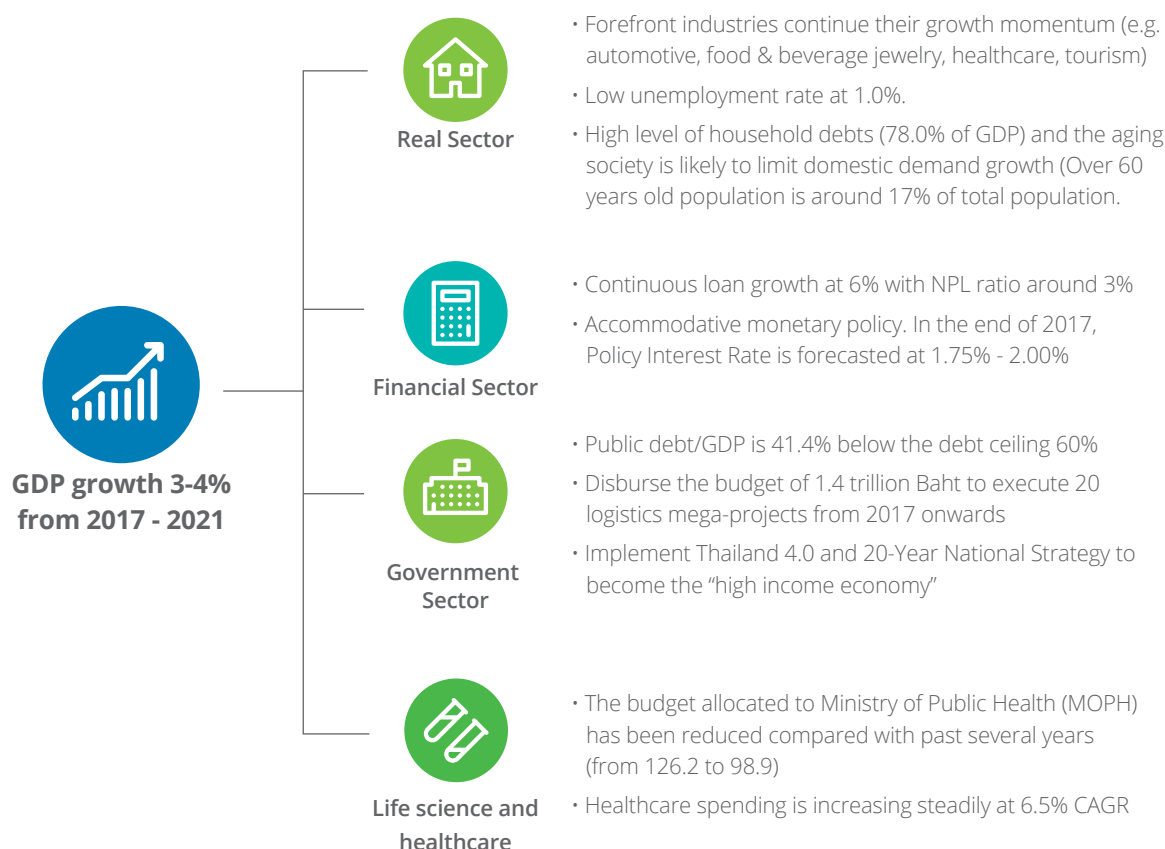 • Forefront industries continue their growth momentum (e.g.
automotive, food & beverage jewelry, healthcare, tourism)
• Low unemployment rate at 1.0%.
• High level of household debts (78.0% of GDP) and the aging
society is likely to limit domestic demand growth (Over 60
years old population is around 17% of total population.
Real Sector
• Continuous loan growth at 6% with NPL ratio around 3%
• Accommodative monetary policy. In the end of 2017,
Policy Interest Rate is forecasted at 1.75% - 2.00%
Financial Sector
GDP growth 3-4%
from 2017 - 2021
• Public debt/GDP is 41.4% below the debt ceiling 60%
• Disburse the budget of 1.4 trillion Baht to execute 20
logistics mega-projects from 2017 onwards
• Implement Thailand 4.0 and 20-Year National Strategy to
become the “high income economy”
Government
Sector
• The budget allocated to Ministry of Public Health (MOPH)
has been reduced compared with past several years
(from 126.2 to 98.9)
• Healthcare spending is increasing steadily at 6.5% CAGR
Life science and
healthcare